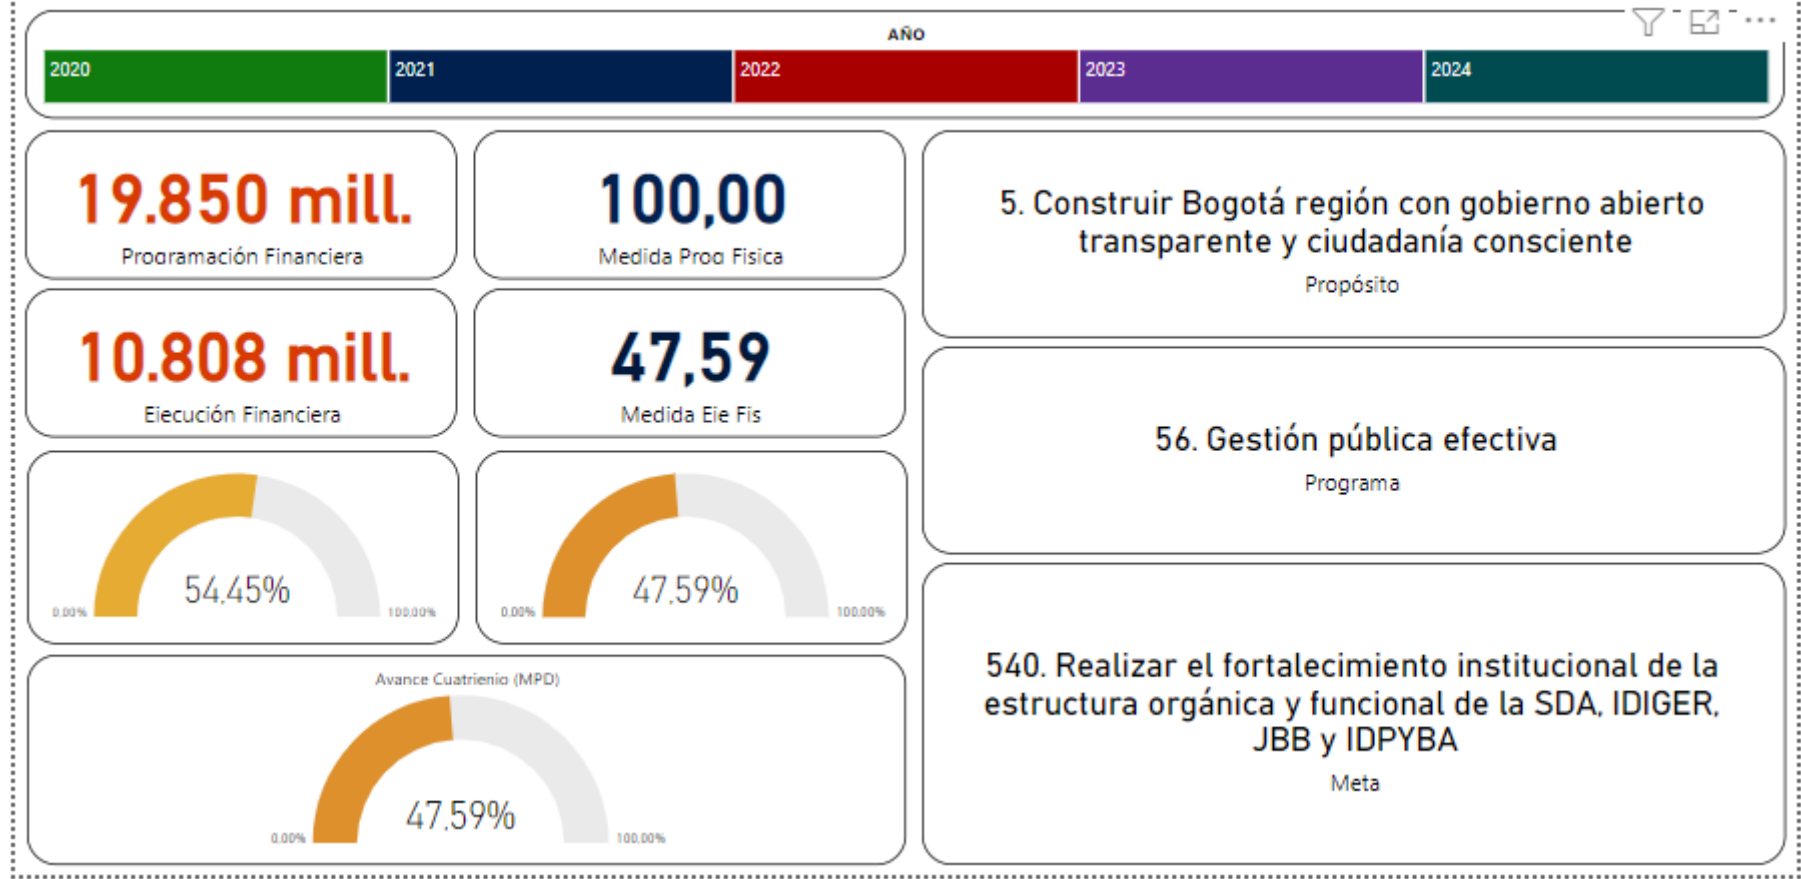 AÑO
2020 2021 2022 2023 2024
19.850 mill.
Programación Financiera
100,00
Medida Prog Fisica
10.808 mill.
Ejecución Financiera
47,59
Medida Eje Fis
54,45%
0,00% 100,00%
47,59%
0,00% 100,00%
Avance Cuatrienio (MPD)
47,59%
0,00% 100,00%
5. Construir Bogotá región con gobierno abierto
transparente y ciudadanía consciente
Propósito
56. Gestión pública efectiva
Programa
540. Realizar el fortalecimiento institucional de la
estructura orgánica y funcional de la SDA, IDIGER,
JBB y IDPYBA
Meta